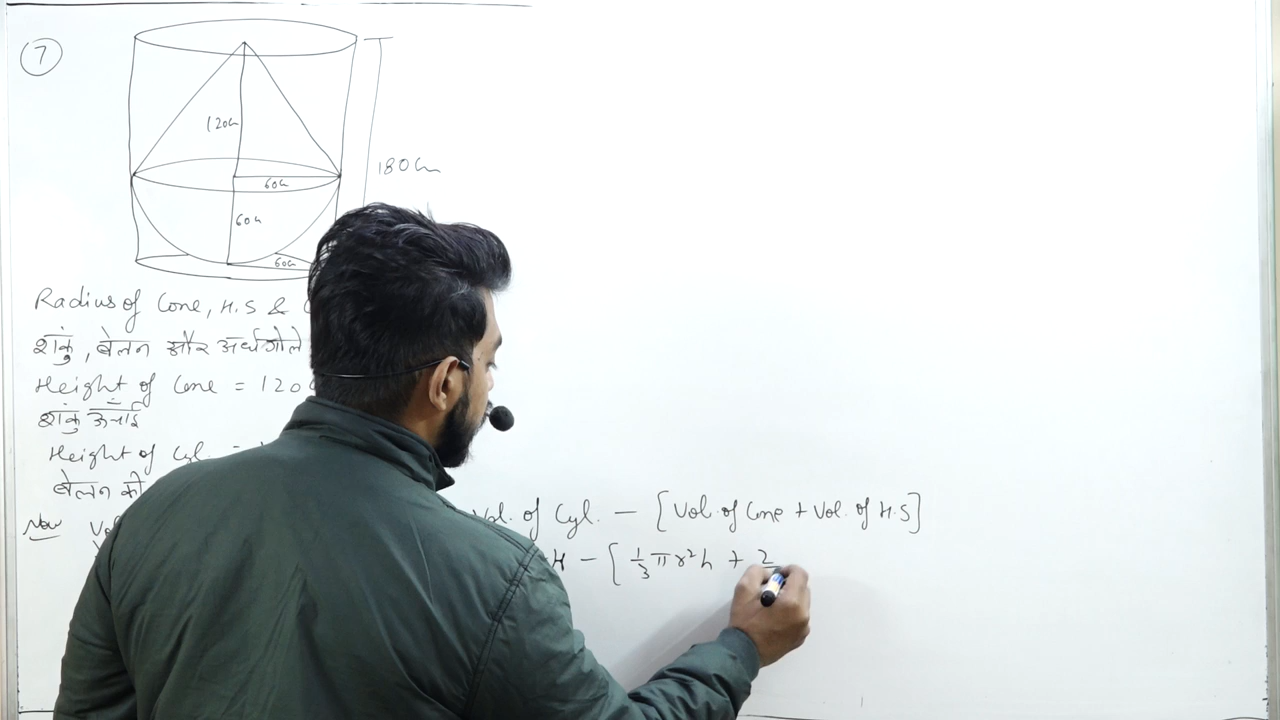 7
120cm
180cm
60cm
60cm
60cm
Radius of Cone, H.S &
शंकु, बेलन और अर्धगोले
Height of Cone = 120
शंकु ऊंचाई
Height of Cyl. =
बेलन की
Now Vol. of Cyl. - [Vol. of Cone + Vol. of H.S]
H - [1/3 πr²h + 2